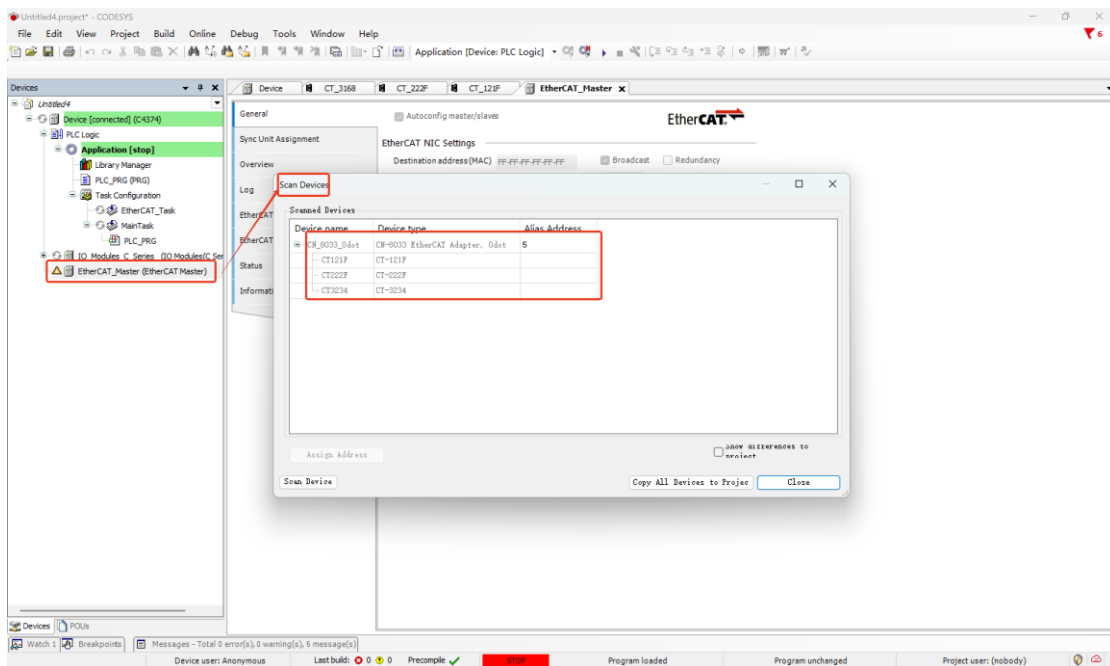 Untitled4.project* - CODESYS
File Edit View Project Build Online Debug Tools Window Help
Application [Device: PLC Logic]
6
Devices
Device CT_3168 CT_222F CT_121F EtherCAT_Master
Untitled4
Device [connected] (C4374)
PLC Logic
Application [stop]
Library Manager
PLC_PRG (PRG)
Task Configuration
EtherCAT_Task
MainTask
PLC_PRG
IO_Modules_C_Series (IO Modules(C Ser
EtherCAT_Master (EtherCAT Master)
General
Sync Unit Assignment
Overview
Log
EtherCAT
EtherCAT
Status
Informati
Autoconfig master/slaves
EtherCAT
EtherCAT NIC Settings
Destination address (MAC) FF-FF-FF-FF-FF-FF Broadcast Redundancy
Scan Devices
Scanned Devices
Device name Device type Alias Address
CN_8033_Odot CN-8033 EtherCAT Adapter, Odot 5
CT121F CT-121F
CT222F CT-222F
CT3234 CT-3234
Assign Address
Show differences to
project
Scan Device
Copy All Devices to Projec
Close
Devices POUs
Watch 1 Breakpoints Messages - Total 0 error(s), 0 warning(s), 6 message(s)
Device user: Anonymous Last build: 0 0 Precompile STOP Program loaded Program unchanged Project user: (nobody)